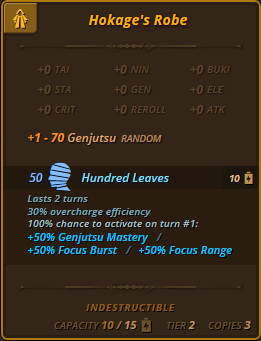 Hokage's Robe
+0 TAI +0 NIN +0 BUKI
+0 STA +0 GEN +0 ELE
+0 CRIT +0 REROLL +0 ATK
+1 - 70 Genjutsu RANDOM
50 Hundred Leaves 10
Lasts 2 turns
30% overcharge efficiency
100% chance to activate on turn #1:
+50% Genjutsu Mastery /
+50% Focus Burst / +50% Focus Range
INDESTRUCTIBLE
CAPACITY 10 / 15 TIER 2 COPIES 3